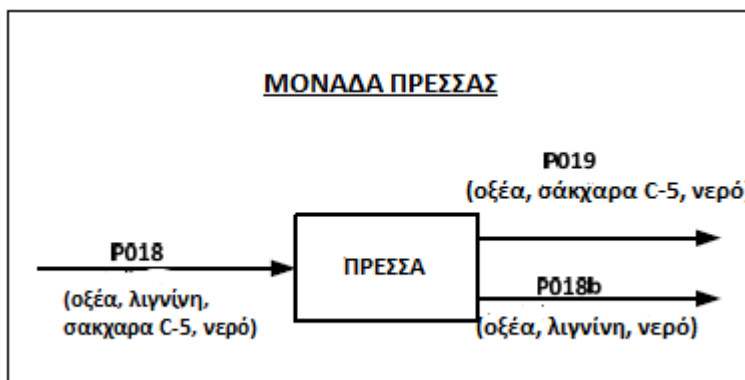 ΜΟΝΑΔΑ ΠΡΕΣΣΑΣ
P019
(οξέα, σάκχαρα C-5, νερό)
P018
(οξέα, λιγνίνη,
σακχαρα C-5, νερό)
ΠΡΕΣΣΑ
P018b
(οξέα, λιγνίνη, νερό)